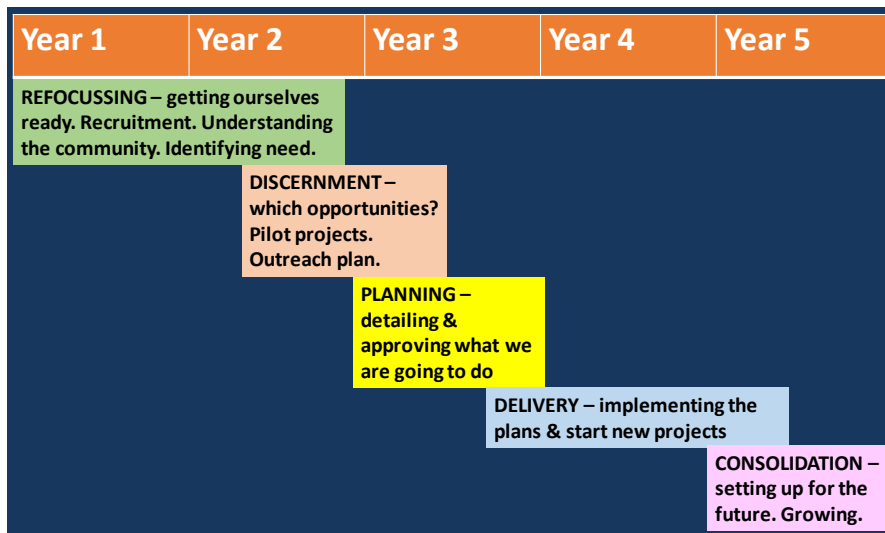 Year 1 Year 2 Year 3 Year 4 Year 5
REFOCUSSING – getting ourselves
ready. Recruitment. Understanding
the community. Identifying need.
DISCERNMENT –
which opportunities?
Pilot projects.
Outreach plan.
PLANNING –
detailing &
approving what we
are going to do
DELIVERY – implementing the
plans & start new projects
CONSOLIDATION –
setting up for the
future. Growing.